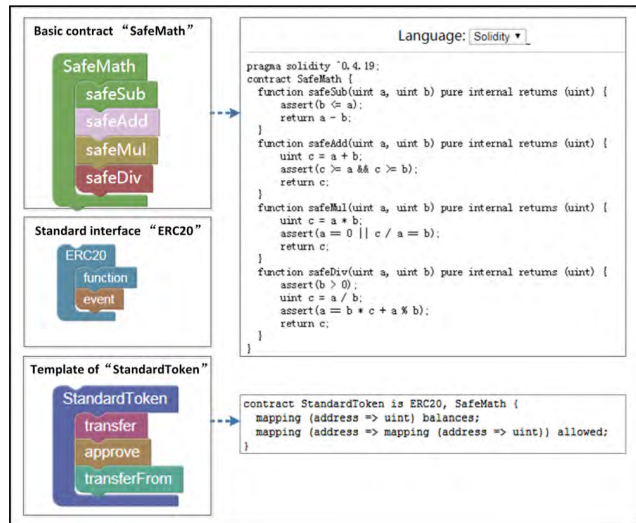 Basic contract “SafeMath”
SafeMath
safeSub
safeAdd
safeMul
safeDiv
Standard interface “ERC20”
ERC20
function
event
Template of “StandardToken”
StandardToken
transfer
approve
transferFrom
Language: Solidity
pragma solidity ^0.4.19;
contract SafeMath {
function safeSub(uint a, uint b) pure internal returns (uint) {
assert(b <= a);
return a - b;
}
function safeAdd(uint a, uint b) pure internal returns (uint) {
uint c = a + b;
assert(c >= a && c >= b);
return c;
}
function safeMul(uint a, uint b) pure internal returns (uint) {
uint c = a * b;
assert(a == 0 || c / a == b);
return c;
}
function safeDiv(uint a, uint b) pure internal returns (uint) {
assert(b > 0);
uint c = a / b;
assert(a == b * c + a % b);
return c;
}
}
contract StandardToken is ERC20, SafeMath {
mapping (address => uint) balances;
mapping (address => mapping (address => uint)) allowed;
}